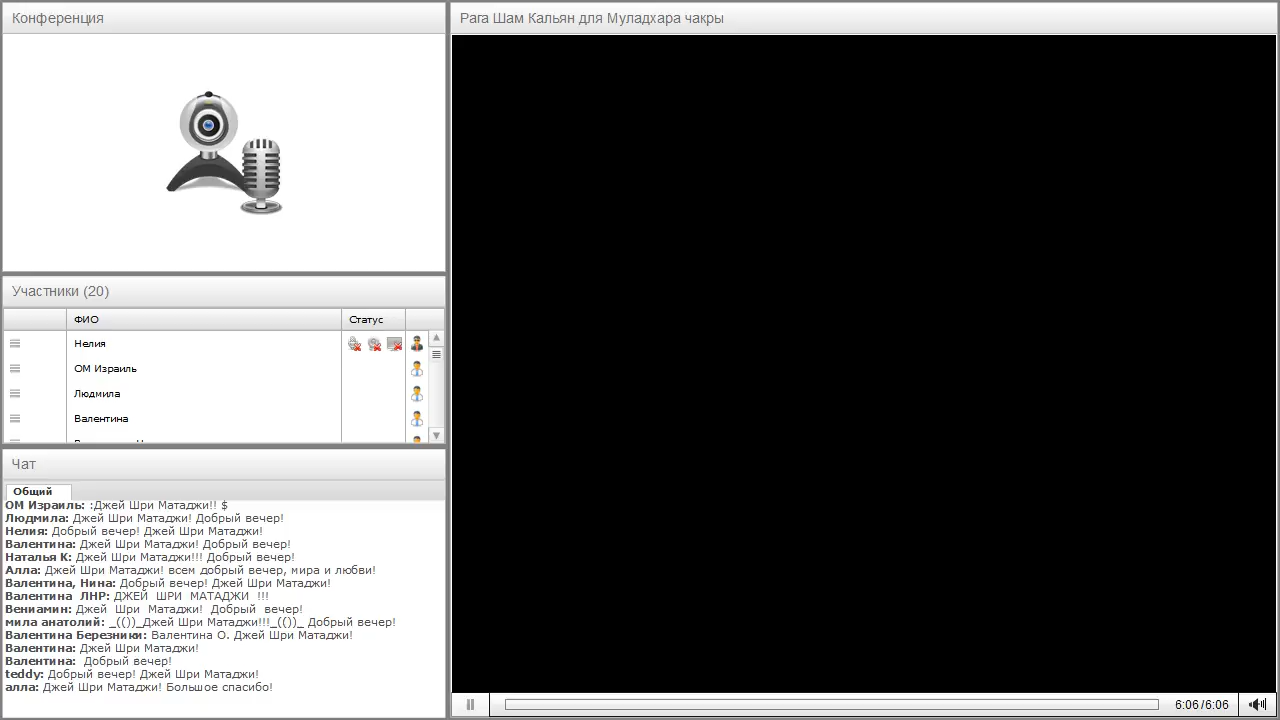 Конференция
Рага Шам Кальян для Муладхара чакры
Участники (20)
ФИО
Статус
Нелия
ОМ Израиль
Людмила
Валентина
Чат
Общий
ОМ Израиль: :Джей Шри Матаджи!! $
Людмила: Джей Шри Матаджи! Добрый вечер!
Нелия: Добрый вечер! Джей Шри Матаджи!
Валентина: Джей Шри Матаджи! Добрый вечер!
Наталья К: Джей Шри Матаджи!!! Добрый вечер!
Алла: Джей Шри Матаджи! всем добрый вечер, мира и любви!
Валентина, Нина: Добрый вечер! Джей Шри Матаджи!
Валентина  ЛНР: ДЖЕЙ  ШРИ  МАТАДЖИ  !!!
Вениамин: Джей  Шри  Матаджи!  Добрый  вечер!
мила анатолий: _(())_Джей Шри Матаджи!!!_(())_ Добрый вечер!
Валентина Березники: Валентина О. Джей Шри Матаджи!
Валентина: Джей Шри Матаджи!
Валентина:  Добрый вечер!
teddy: Добрый вечер! Джей Шри Матаджи!
алла: Джей Шри Матаджи! Большое спасибо!
6:06/6:06